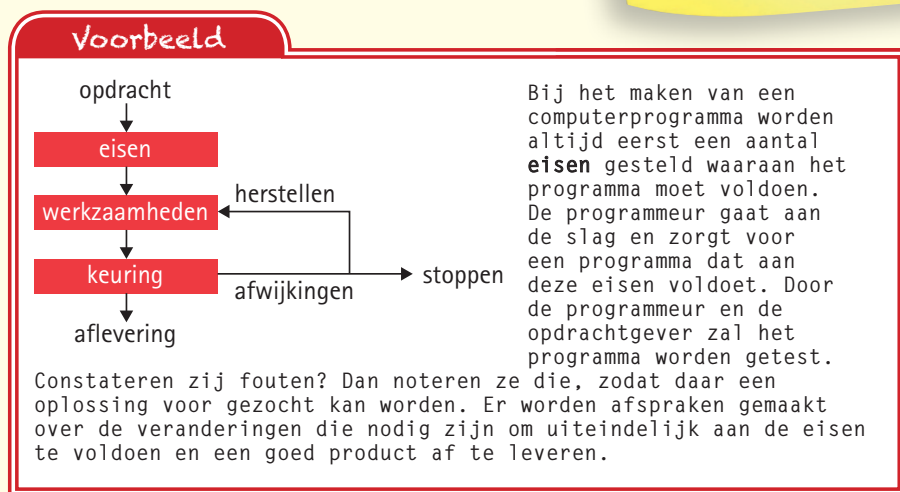 Voorbeeld
opdracht
eisen
werkzaamheden
herstellen
keuring
afwijkingen
stoppen
aflevering
Bij het maken van een
computerprogramma worden
altijd eerst een aantal
eisen gesteld waaraan het
programma moet voldoen.
De programmeur gaat aan
de slag en zorgt voor
een programma dat aan
deze eisen voldoet. Door
de programmeur en de
opdrachtgever zal het
programma worden getest.
Constateren zij fouten? Dan noteren ze die, zodat daar een
oplossing voor gezocht kan worden. Er worden afspraken gemaakt
over de veranderingen die nodig zijn om uiteindelijk aan de eisen
te voldoen en een goed product af te leveren.